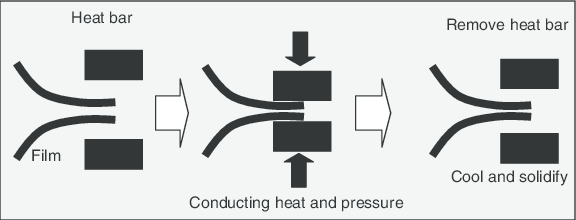 Heat bar
Film
Conducting heat and pressure
Remove heat bar
Cool and solidify